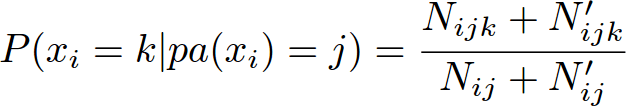 P(x_i = k|pa(x_i) = j) = \frac{N_{ijk} + N'_{ijk}}{N_{ij} + N'_{ij}}